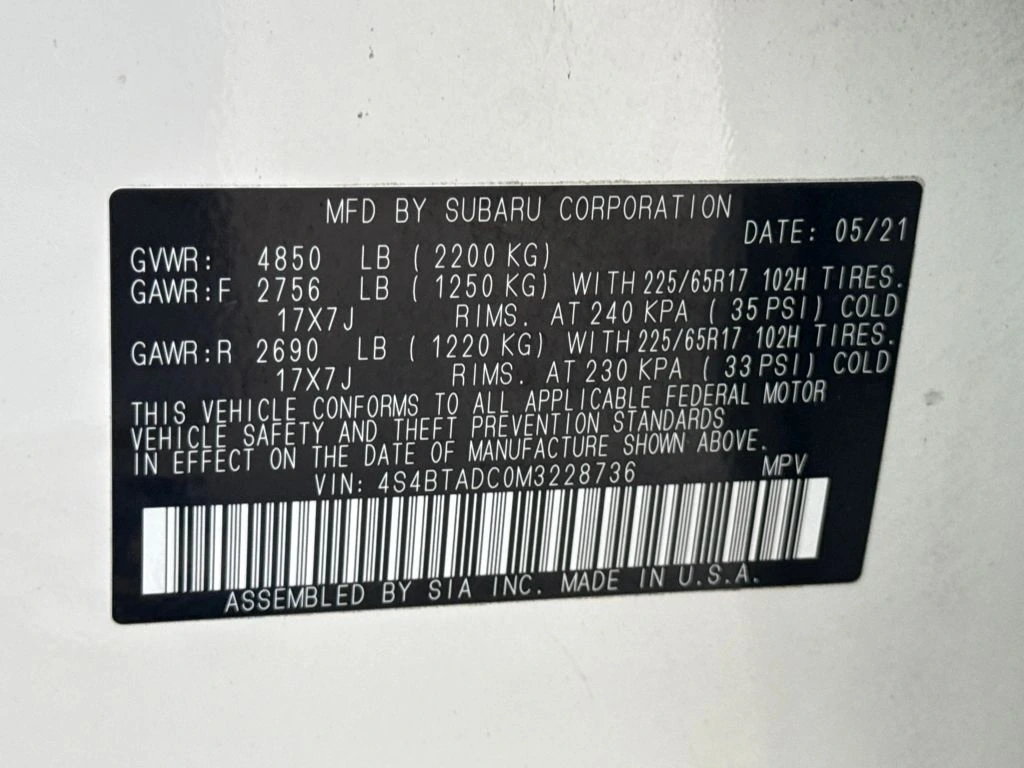 MFD BY SUBARU CORPORATION
DATE: 05/21
GVWR: 4850 LB ( 2200 KG)
GAWR:F 2756 LB ( 1250 KG) WITH 225/65R17 102H TIRES.
17X7J RIMS. AT 240 KPA ( 35 PSI) COLD
GAWR:R 2690 LB ( 1220 KG) WITH 225/65R17 102H TIRES.
17X7J RIMS. AT 230 KPA ( 33 PSI) COLD
THIS VEHICLE CONFORMS TO ALL APPLICABLE FEDERAL MOTOR
VEHICLE SAFETY AND THEFT PREVENTION STANDARDS
IN EFFECT ON THE DATE OF MANUFACTURE SHOWN ABOVE.
VIN: 4S4BTADC0M3228736 MPV
ASSEMBLED BY SIA INC. MADE IN U.S.A.